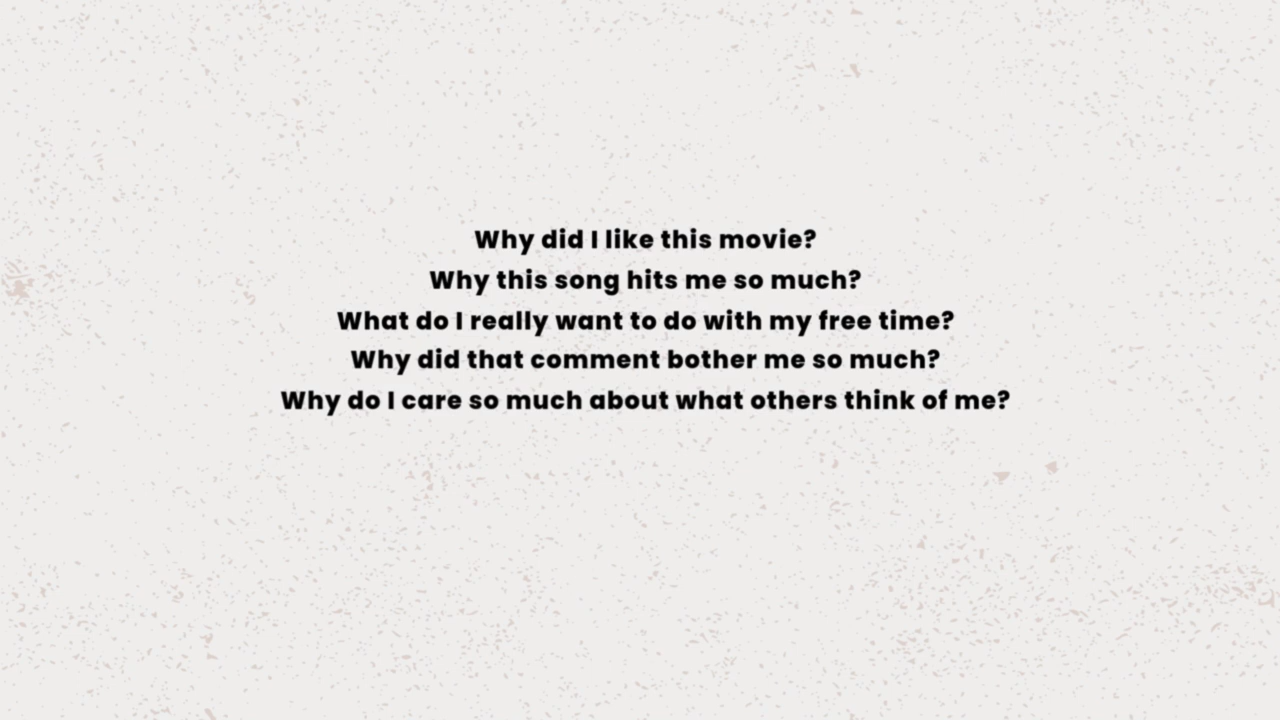 Why did I like this movie?
Why this song hits me so much?
What do I really want to do with my free time?
Why did that comment bother me so much?
Why do I care so much about what others think of me?